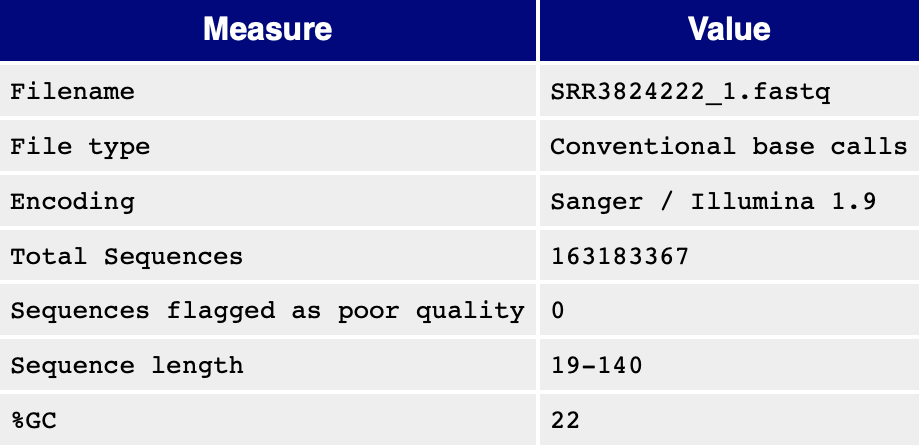 Measure Value
Filename SRR3824222_1.fastq
File type Conventional base calls
Encoding Sanger / Illumina 1.9
Total Sequences 163183367
Sequences flagged as poor quality 0
Sequence length 19-140
%GC 22